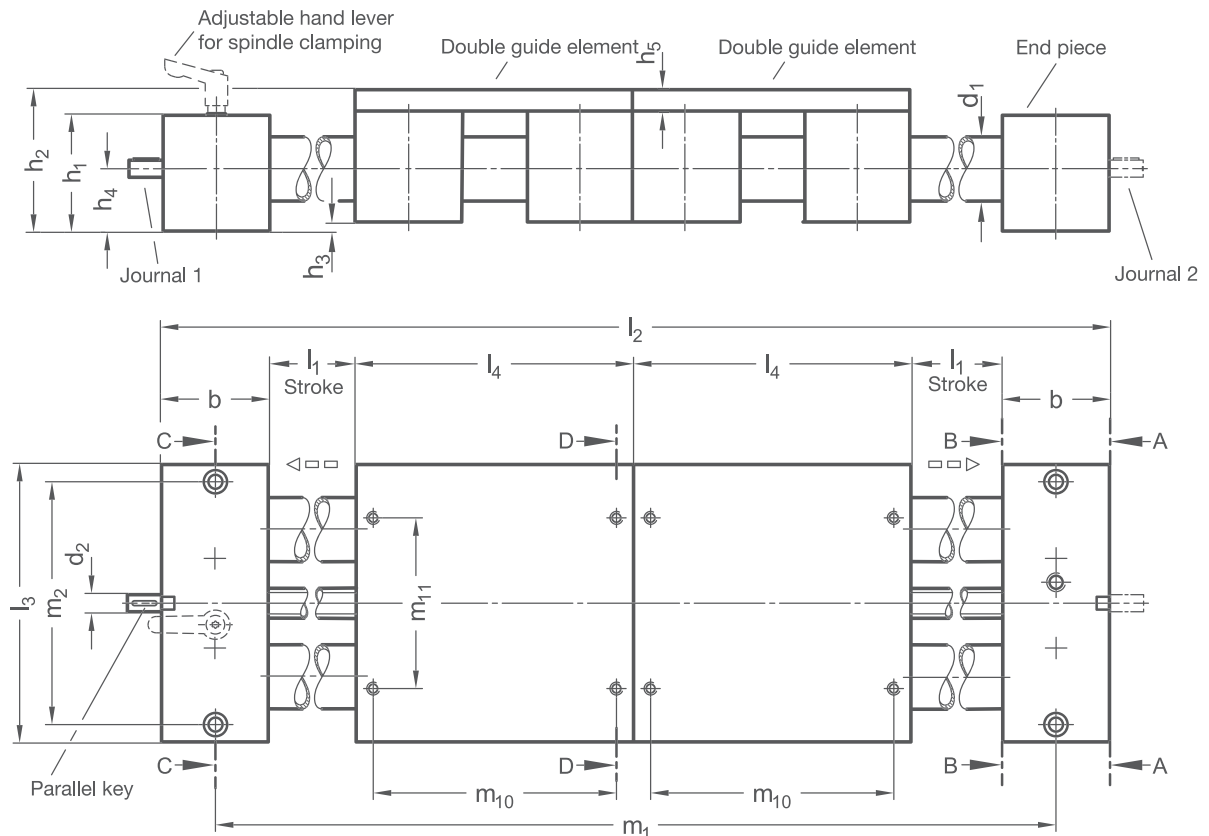 Adjustable hand lever
for spindle clamping
Double guide element
h5
Double guide element
End piece
d1
h2
h1
h4
h3
Journal 1
Journal 2
l2
l1
Stroke
l4
l4
l1
Stroke
b
b
C
D
B
A
l3
m2
d2
m11
Parallel key
C
D
B
A
m10
m10
m1